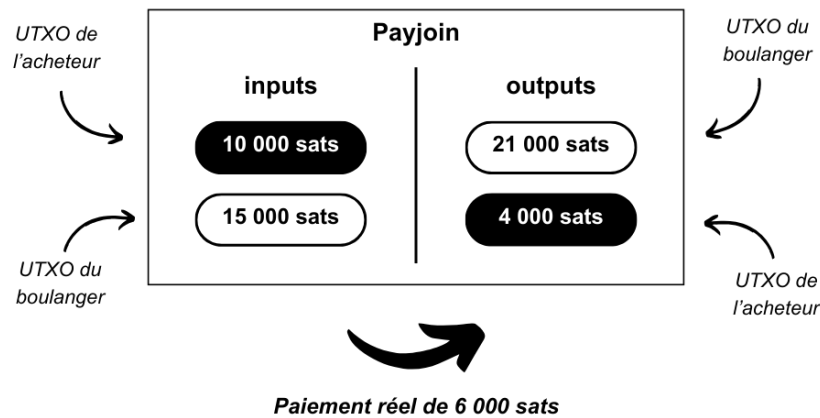 UTXO de
l'acheteur
Payjoin
UTXO du
boulanger
inputs
outputs
10 000 sats
21 000 sats
15 000 sats
4 000 sats
UTXO du
boulanger
UTXO de
l'acheteur
Paiement réel de 6 000 sats